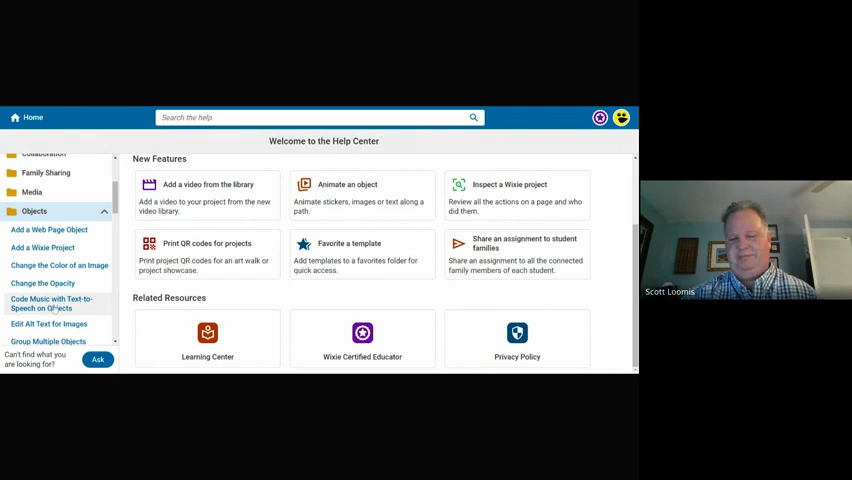 Home
Search the help
Welcome to the Help Center
Collaboration
Family Sharing
Media
Objects
Add a Web Page Object
Add a Wixie Project
Change the Color of an Image
Change the Opacity
Code Music with Text-to-
Speech on Objects
Edit Alt Text for Images
Group Multiple Objects
Can't find what you
are looking for?
Ask
New Features
Add a video from the library
Add a video to your project from the new
video library.
Animate an object
Animate stickers, images or text along a
path.
Inspect a Wixie project
Review all the actions on a page and who
did them.
Print QR codes for projects
Print project QR codes for an art walk or
project showcase.
Favorite a template
Add templates to a favorites folder for
quick access.
Share an assignment to student
families
Share an assignment to all the connected
family members of each student.
Related Resources
Learning Center
Wixie Certified Educator
Privacy Policy
Scott Loomis